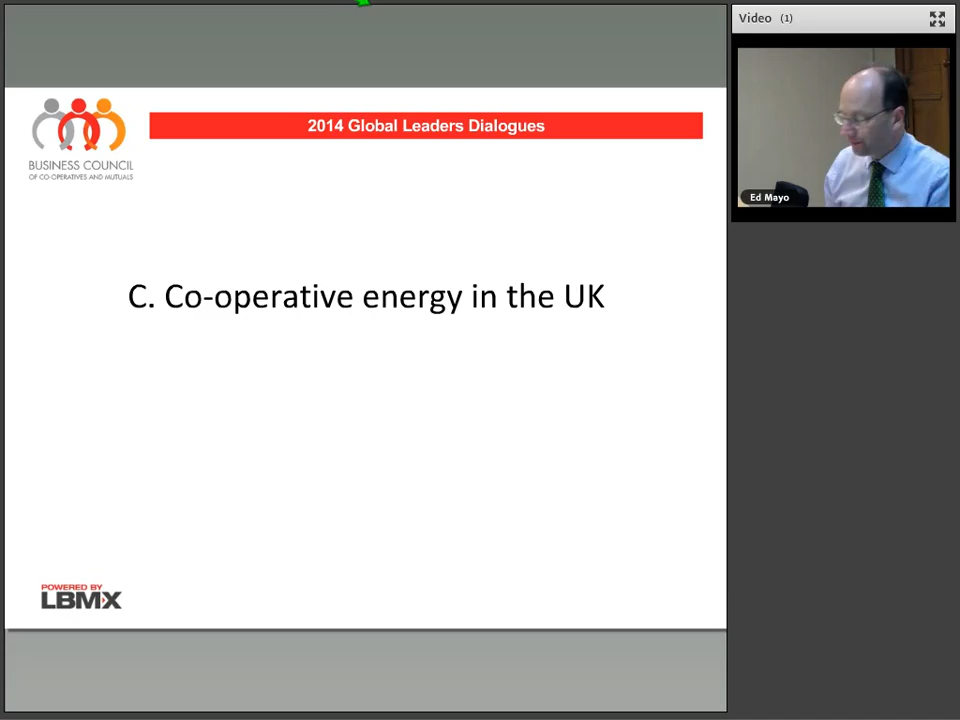 Video (1)
Ed Mayo
BUSINESS COUNCIL
OF CO-OPERATIVES AND MUTUALS
2014 Global Leaders Dialogues
C. Co-operative energy in the UK
POWERED BY
LBMX